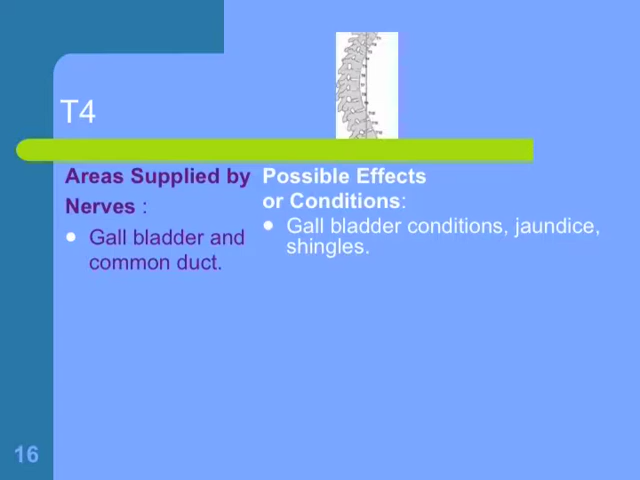 T4
Areas Supplied by
Nerves :
Gall bladder and
common duct.
Possible Effects
or Conditions:
Gall bladder conditions, jaundice,
shingles.
16